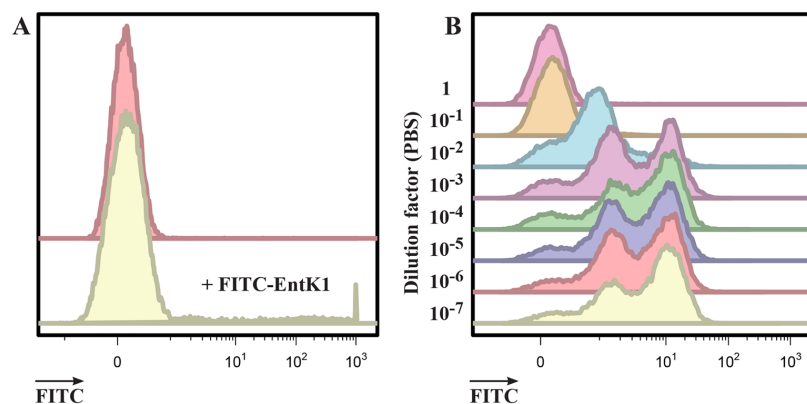 A
+ FITC-EntK1
0 10¹ 10² 10³
FITC
B
Dilution factor (PBS)
1
10⁻¹
10⁻²
10⁻³
10⁻⁴
10⁻⁵
10⁻⁶
10⁻⁷
0 10¹ 10² 10³
FITC